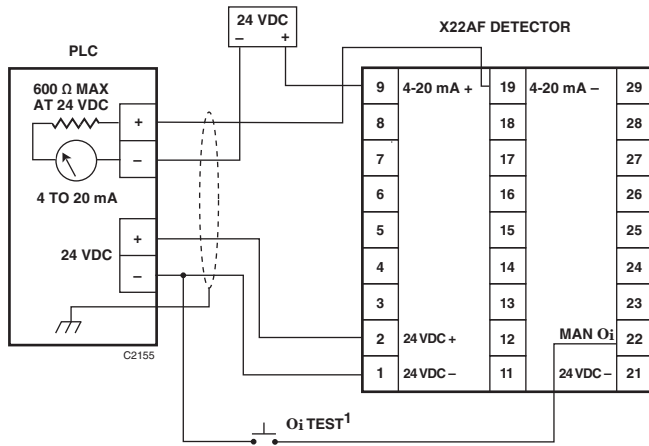 24 VDC
– +
X22AF DETECTOR
PLC
600 Ω MAX
AT 24 VDC
+
–
4 TO 20 mA
24 VDC
+
–
C2155
9 4-20 mA + 19 4-20 mA – 29
8 18 28
7 17 27
6 16 26
5 15 25
4 14 24
3 13 23
2 24 VDC + 12 MAN Oi 22
1 24 VDC – 11 24 VDC – 21
Oi TEST1